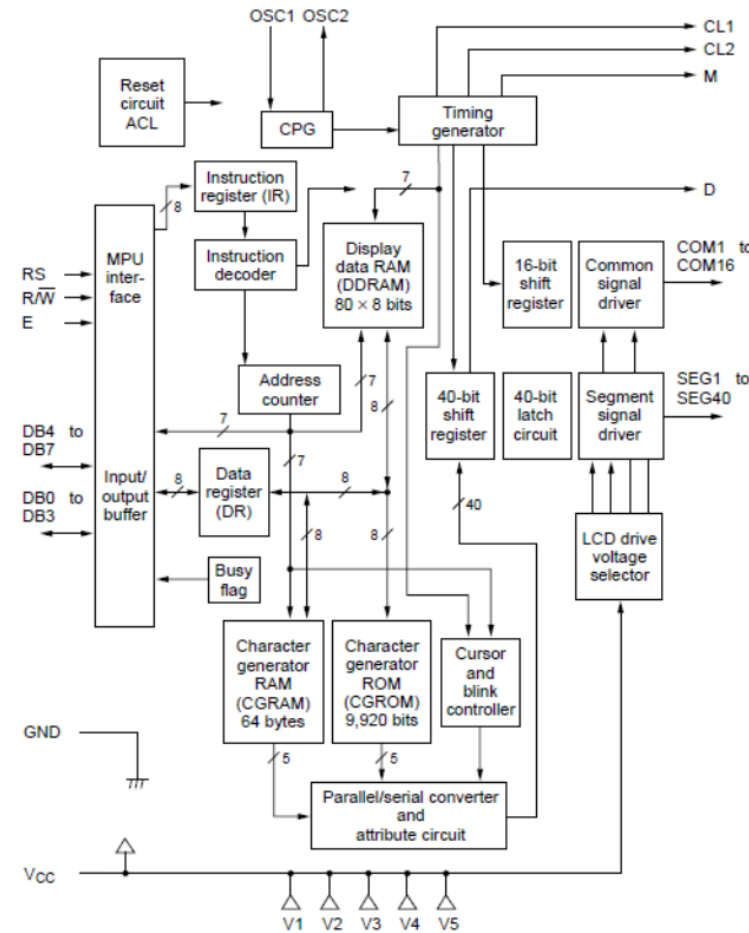 OSC1 OSC2
CL1
CL2
M
Reset
circuit
ACL
CPG
Timing
generator
Instruction
register (IR)
8
7
D
MPU
inter-
face
Instruction
decoder
Display
data RAM
(DDRAM)
80 × 8 bits
16-bit
shift
register
Common
signal
driver
COM1 to
COM16
RS
R/W̅
E
Address
counter
7
8
40-bit
shift
register
40-bit
latch
circuit
Segment
signal
driver
SEG1 to
SEG40
DB4 to
DB7
7
7
Input/
output
buffer
8
Data
register
(DR)
8
8
8
40
DB0 to
DB3
LCD drive
voltage
selector
Busy
flag
Character
generator
RAM
(CGRAM)
64 bytes
Character
generator
ROM
(CGROM)
9,920 bits
Cursor
and
blink
controller
GND
5
5
Parallel/serial converter
and
attribute circuit
Vcc
V1 V2 V3 V4 V5